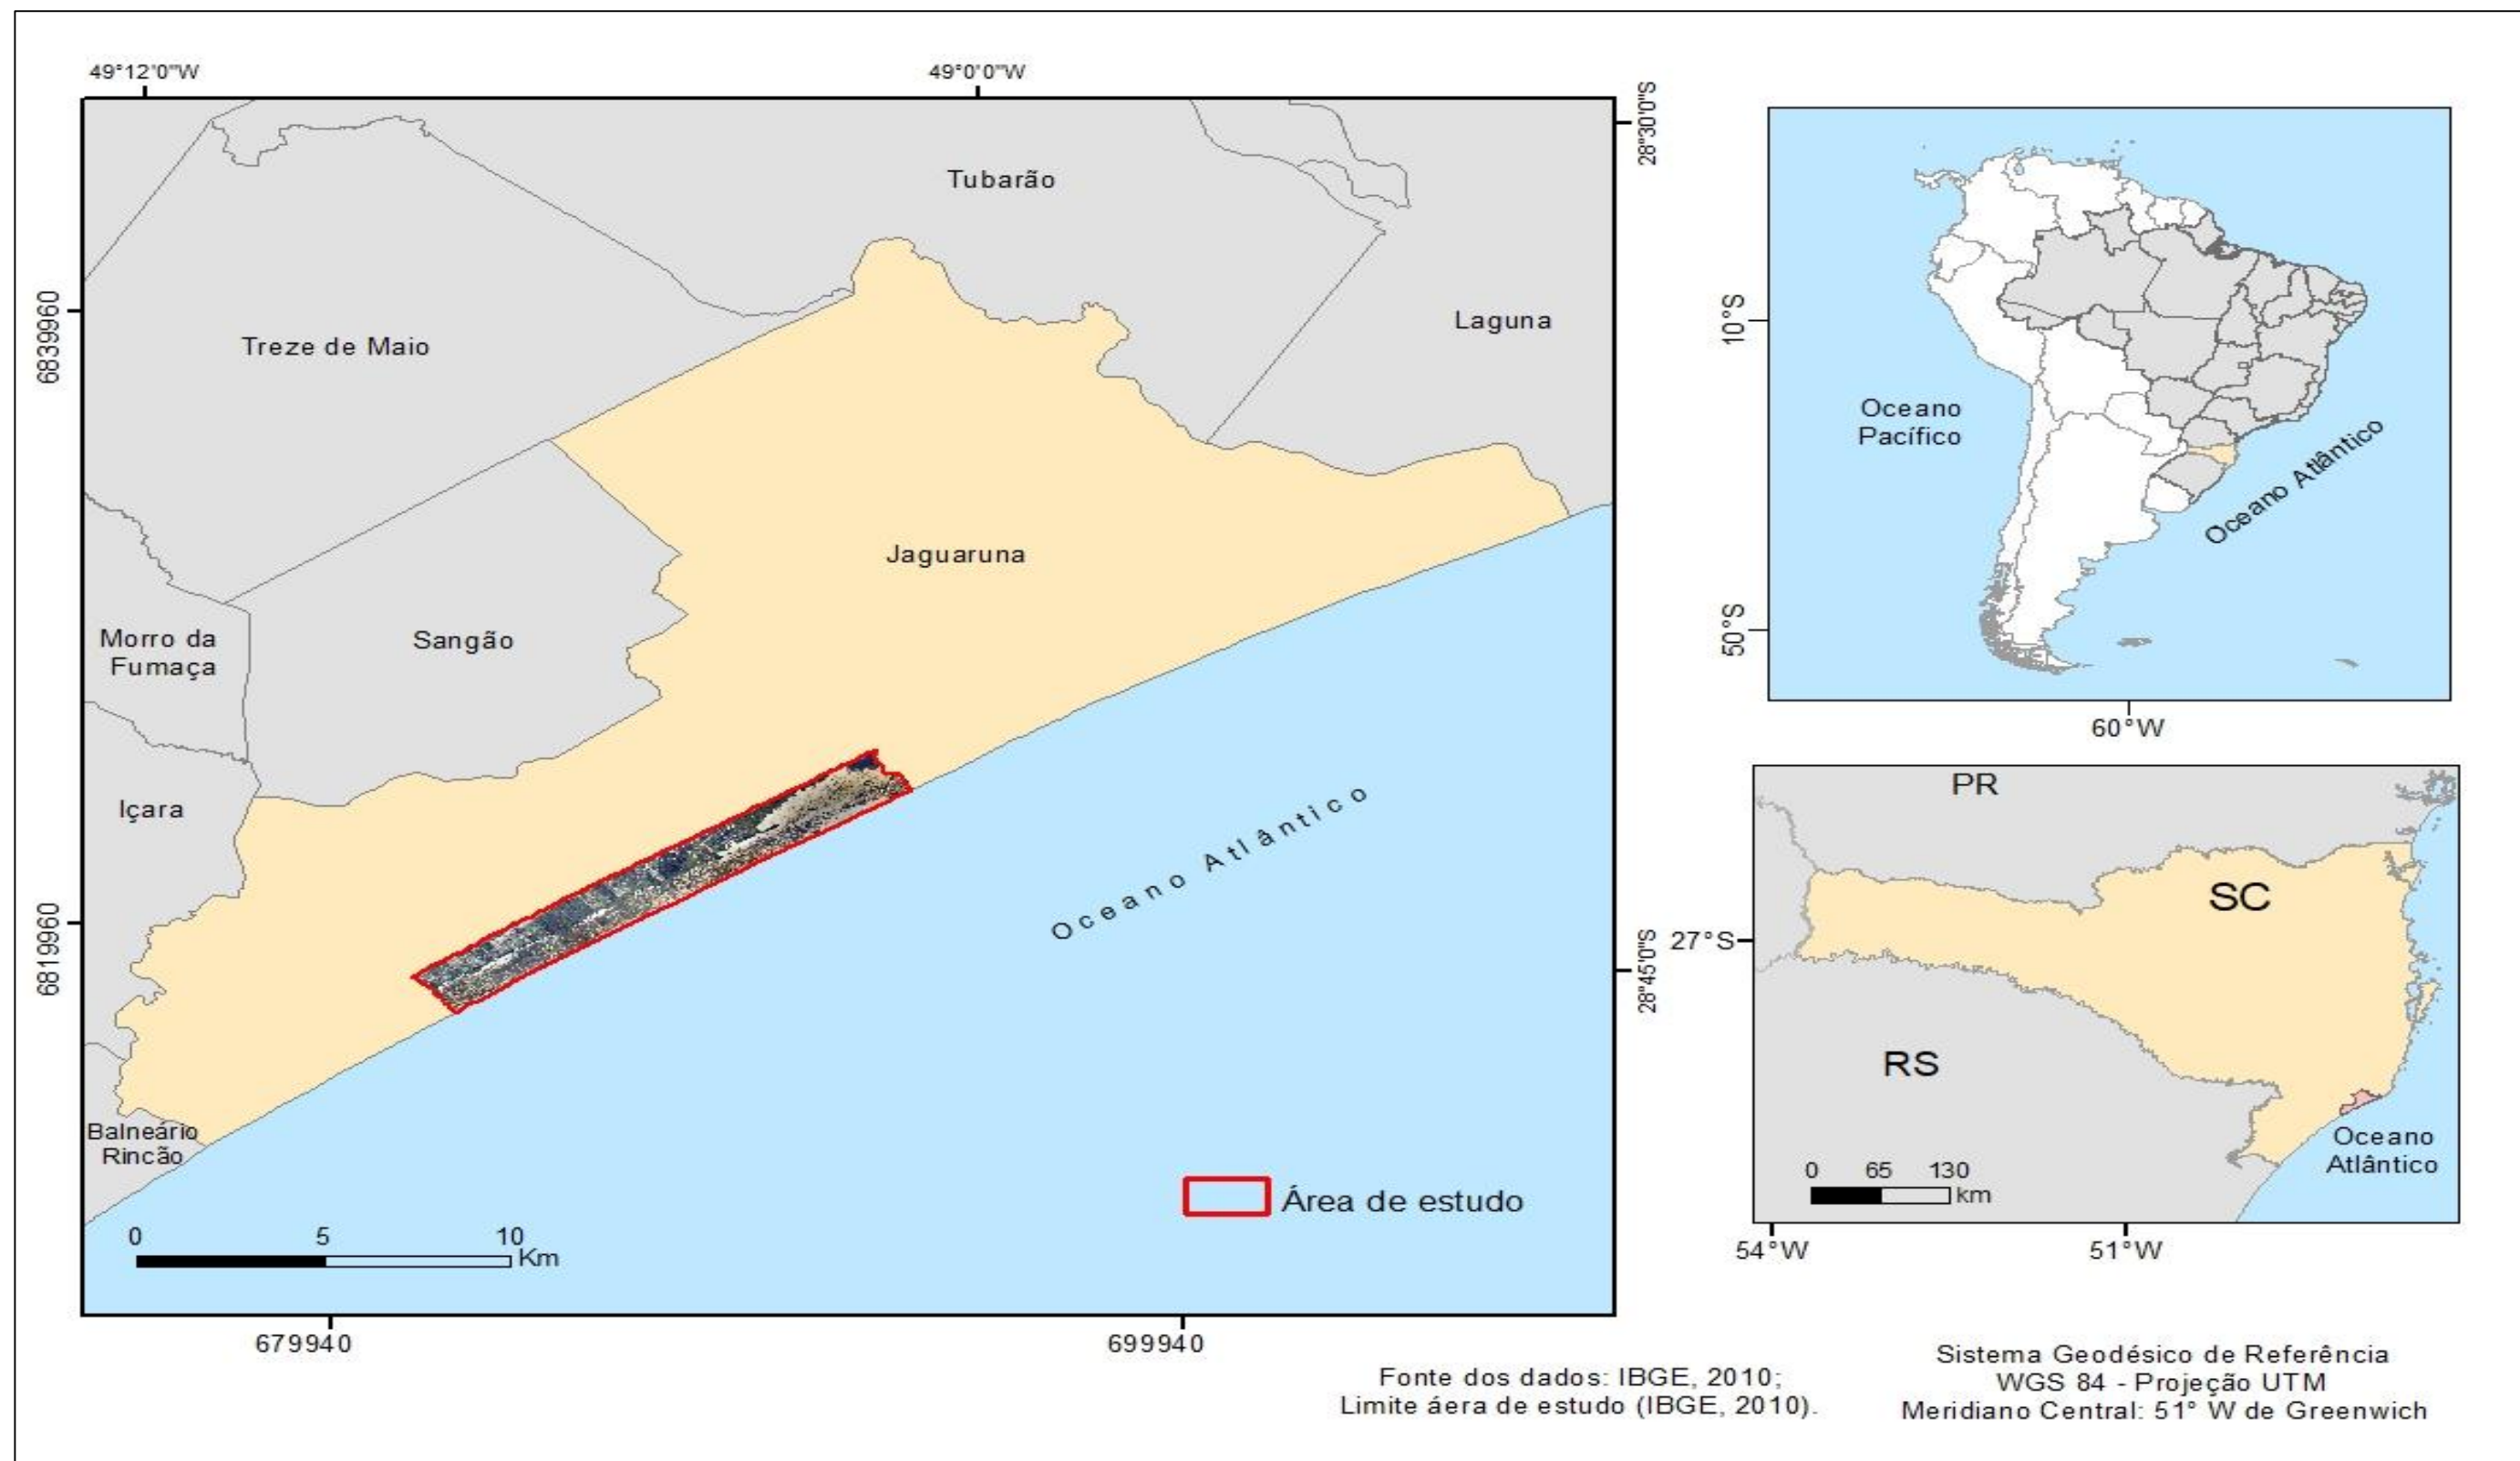 49°12'0"W
49°0'0"W
28°30'0"S
28°45'0"S
6839960
6819960
679940
699940
Tubarão
Laguna
Treze de Maio
Jaguaruna
Morro da
Fumaça
Sangão
Içara
Balneário
Rincão
Oceano Atlântico
Área de estudo
0 5 10
Km
10°S
50°S
60°W
Oceano
Pacífico
Oceano Atlântico
PR
SC
RS
27°S
Oceano
Atlântico
0 65 130
km
54°W
51°W
Fonte dos dados: IBGE, 2010;
Limite áera de estudo (IBGE, 2010).
Sistema Geodésico de Referência
WGS 84 - Projeção UTM
Meridiano Central: 51° W de Greenwich